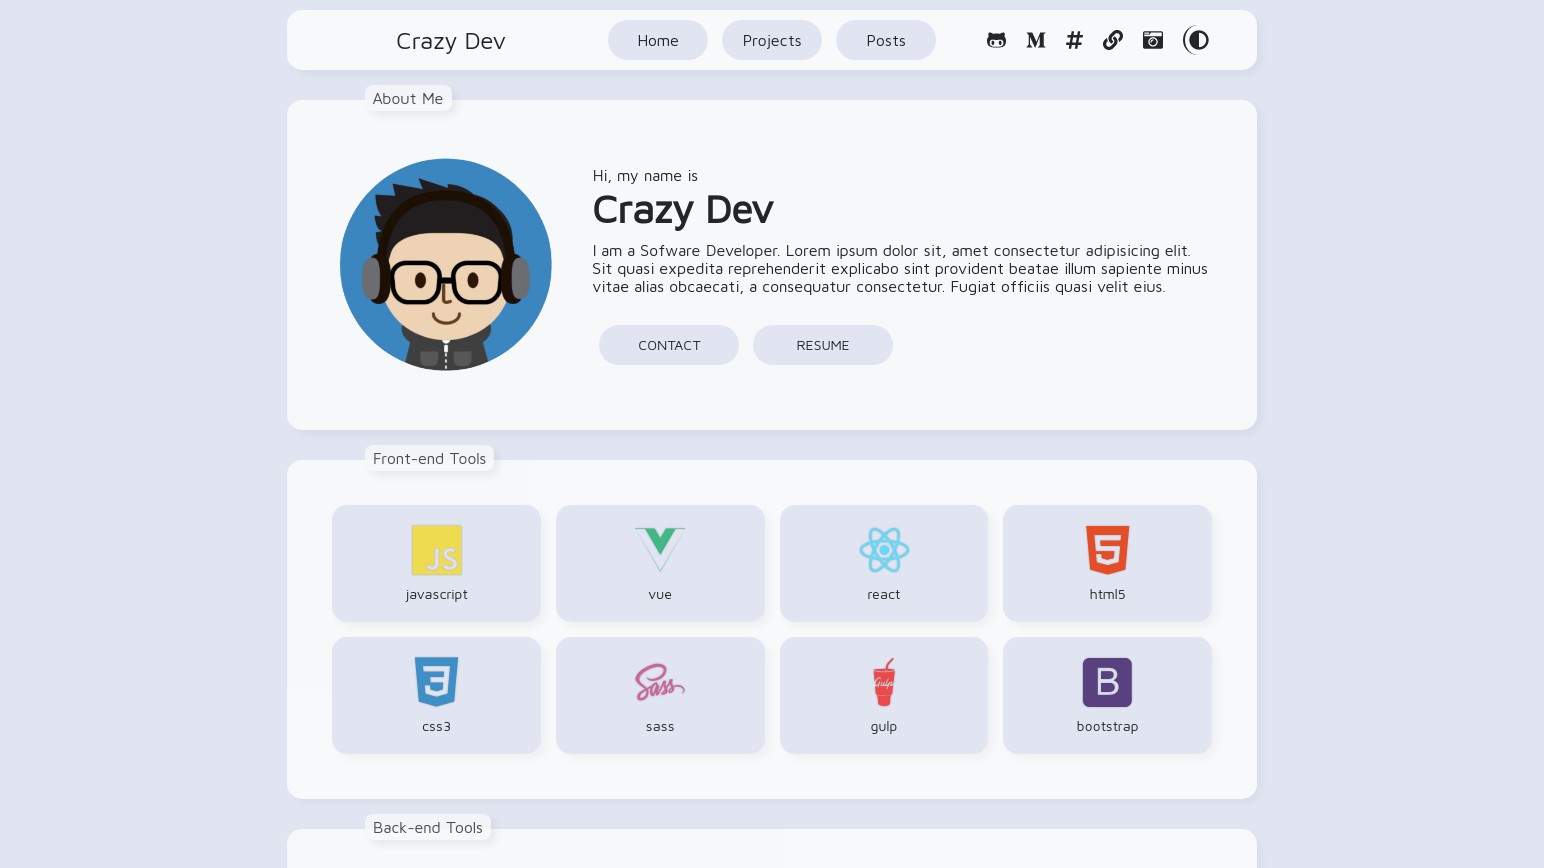 Crazy Dev
Home
Projects
Posts
About Me
Hi, my name is
Crazy Dev
I am a Sofware Developer. Lorem ipsum dolor sit, amet consectetur adipisicing elit.
Sit quasi expedita reprehenderit explicabo sint provident beatae illum sapiente minus
vitae alias obcaecati, a consequatur consectetur. Fugiat officiis quasi velit eius.
CONTACT
RESUME
Front-end Tools
JS
javascript
vue
react
5
html5
3
css3
Sass
sass
Gulp
gulp
B
bootstrap
Back-end Tools